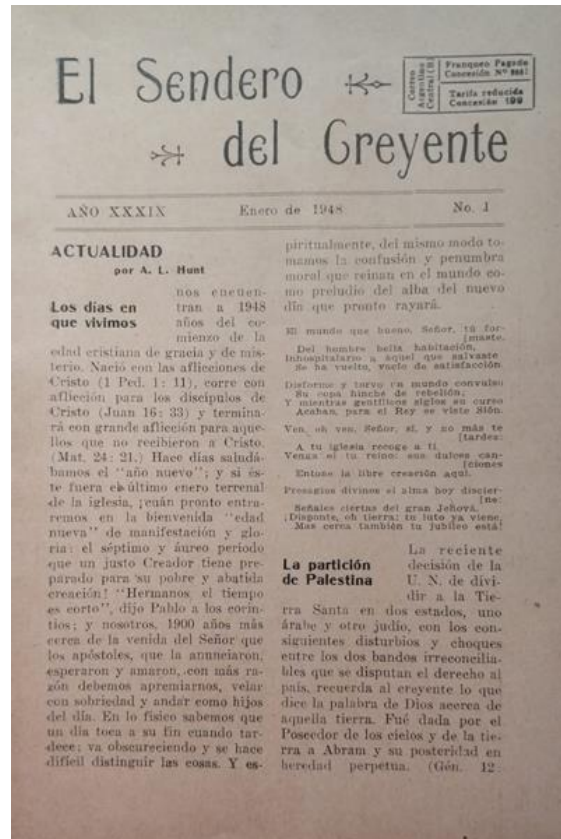 El Sendero
del Creyente
Correo
Argentino
Central (B)
Franqueo Pagado
Concesión Nº
Tarifa reducida
Concesión 199
AÑO XXXIX Enero de 1948 No. 1
ACTUALIDAD
por A. L. Hunt
Los días en
que vivimos
nos encuen-
tran a 1948
años del co-
mienzo de la
edad cristiana de gracia y de mis-
terio. Nació con las aflicciones de
Cristo (1 Ped. 1: 11), corre con
aflicción para los discípulos de
Cristo (Juan 16: 33) y termina-
rá con grande aflicción para aque-
llos que no recibieron a Cristo.
(Mat. 24: 21.) Hace días saludá-
bamos el "año nuevo"; y si és-
te fuera el último enero terrenal
de la iglesia, ¡cuán pronto entra-
remos en la bienvenida "edad
nueva" de manifestación y glo-
ria: el séptimo y áureo período
que un justo Creador tiene pre-
parado para su pobre y abatida
creación! "Hermanos, el tiempo
es corto", dijo Pablo a los corin-
tios; y nosotros, 1900 años más
cerca de la venida del Señor que
los apóstoles, que la anunciaron,
esperaron y amaron, con más ra-
zón debemos apremiarnos, velar
con sobriedad y andar como hijos
del día. En lo físico sabemos que
un día toca a su fin cuando tar-
dece; va obscureciendo y se hace
difícil distinguir las cosas. Y es-
piritualmente, del mismo modo to-
mamos la confusión y penumbra
moral que reinan en el mundo co-
mo preludio del alba del nuevo
día que pronto rayará.
El mundo que bueno, Señor, tú for-
[maste,
Del hombre bella habitación,
Inhospitalario a aquel que salvaste
Se ha vuelto, vacío de satisfacción
Disforme y torvo en mundo convulso
Su copa hinche de rebelión;
Y mientras gentílicos siglos su curso
Acaban, para el Rey se viste Sión.
Ven, oh ven, Señor, sí, y no más te
[tardes:
A tu iglesia recoge a ti
Venga el tu reino: sus dulces can-
[ciones
Entone la libre creación aquí.
Presagios divinos el alma hoy discier-
[ne:
Señales ciertas del gran Jehová.
¡Disponte, oh tierra; tu luto ya viene,
Mas cerca también tu jubileo está!
La partición
de Palestina
La reciente
decisión de la
U. N. de divi-
dir a la Tie-
rra Santa en dos estados, uno
árabe y otro judío, con los con-
siguientes disturbios y choques
entre los dos bandos irreconcilia-
bles que se disputan el derecho al
país, recuerda al creyente lo que
dice la palabra de Dios acerca de
aquella tierra. Fué dada por el
Poseedor de los cielos y de la tie-
rra a Abram y su posteridad en
heredad perpetua. (Gén. 12: